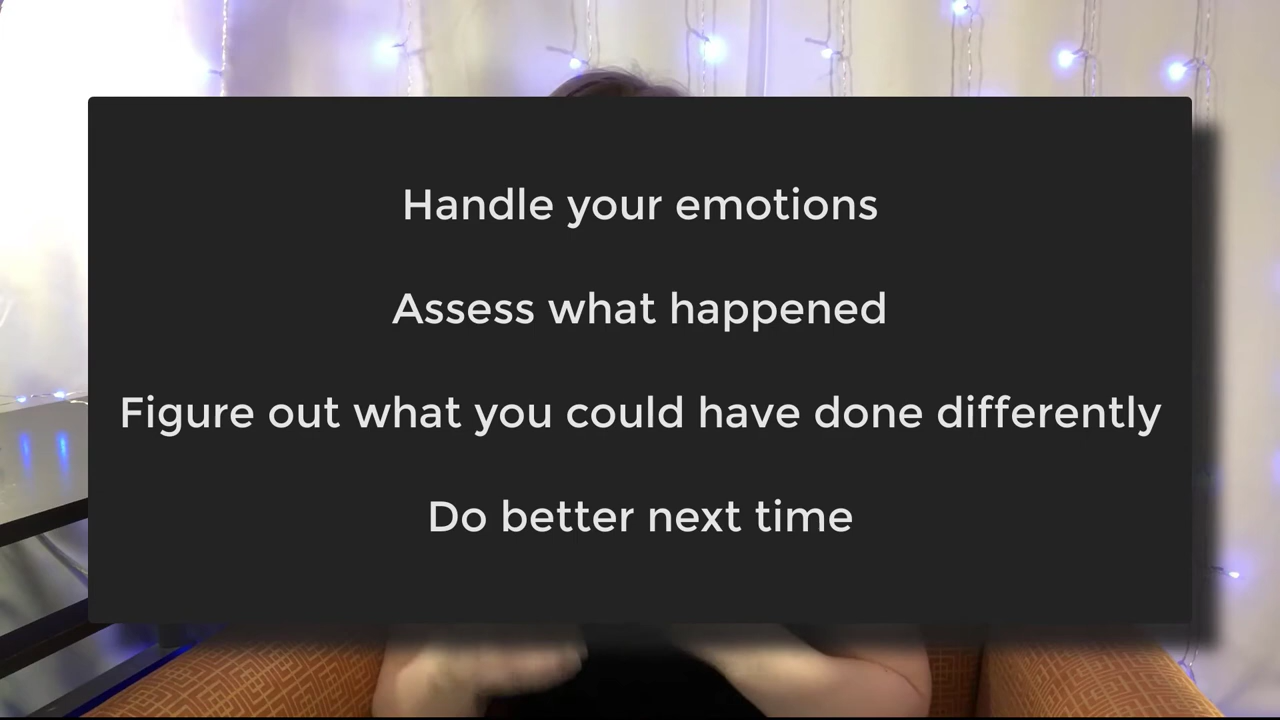 Handle your emotions
Assess what happened
Figure out what you could have done differently
Do better next time